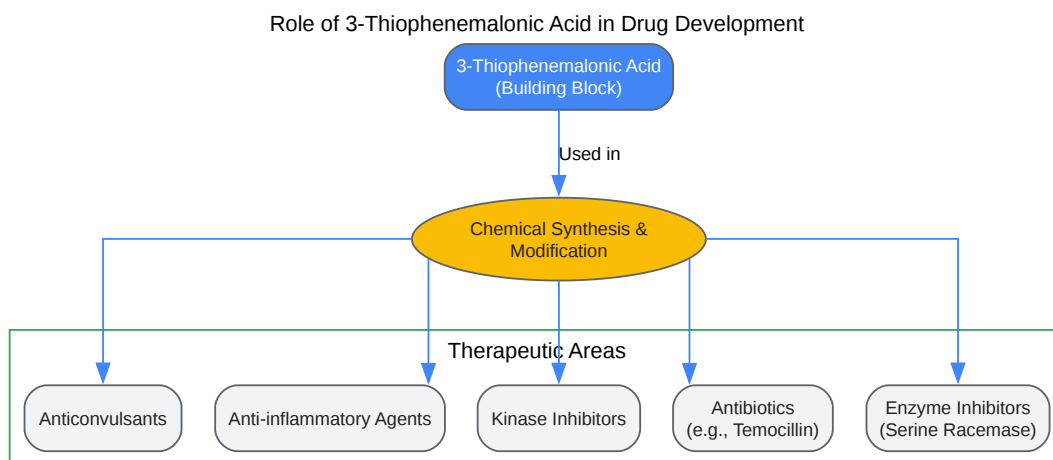 Role of 3-Thiophenemalonic Acid in Drug Development
3-Thiophenemalonic Acid
(Building Block)
Used in
Chemical Synthesis &
Modification
Therapeutic Areas
Anticonvulsants
Anti-inflammatory Agents
Kinase Inhibitors
Antibiotics
(e.g., Temocillin)
Enzyme Inhibitors
(Serine Racemase)